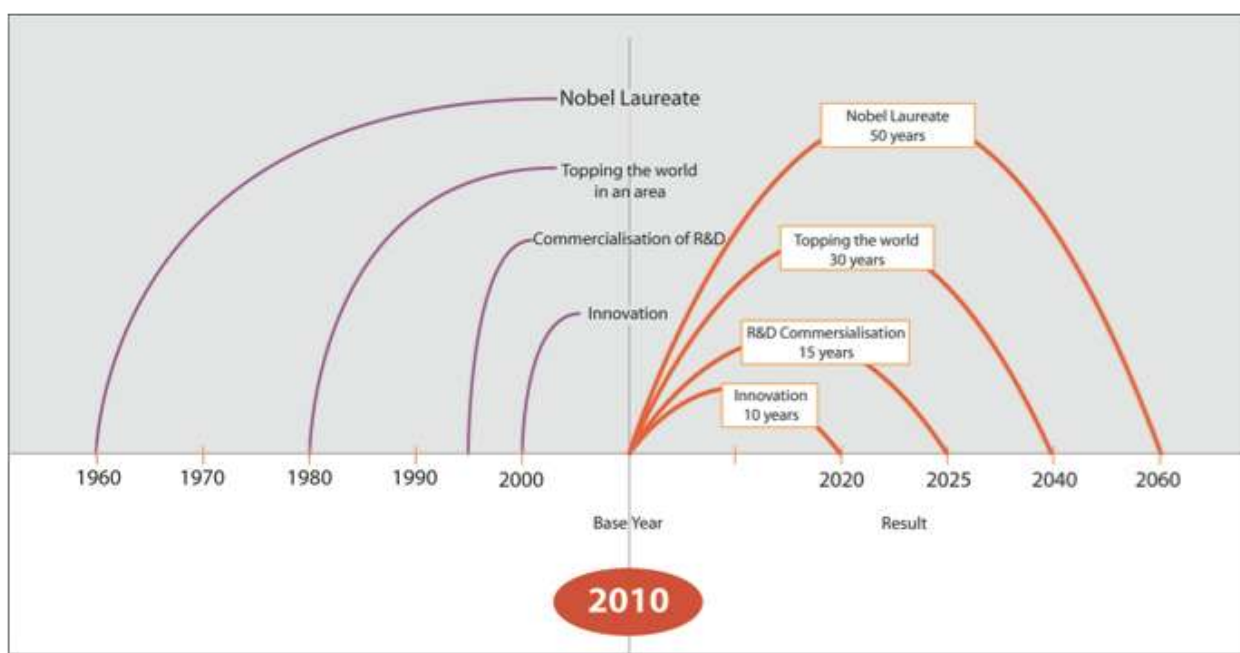 Nobel Laureate
Topping the world
in an area
Commercialisation of R&D
Innovation
Nobel Laureate
50 years
Topping the world
30 years
R&D Commersialisation
15 years
Innovation
10 years
1960
1970
1980
1990
2000
2020
2025
2040
2060
Base Year
Result
2010